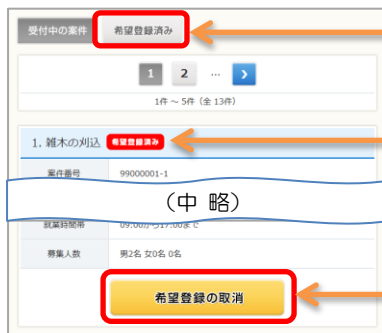 受付中の案件 希望登録済み
1 2 … >
1件 ～ 5件（全 13件）
1. 雑木の刈込 希望登録済み
案件番号 99000001-1
（中 略）
就業時間帯 09:00から17:00まで
募集人数 男2名 女0名 0名
希望登録の取消